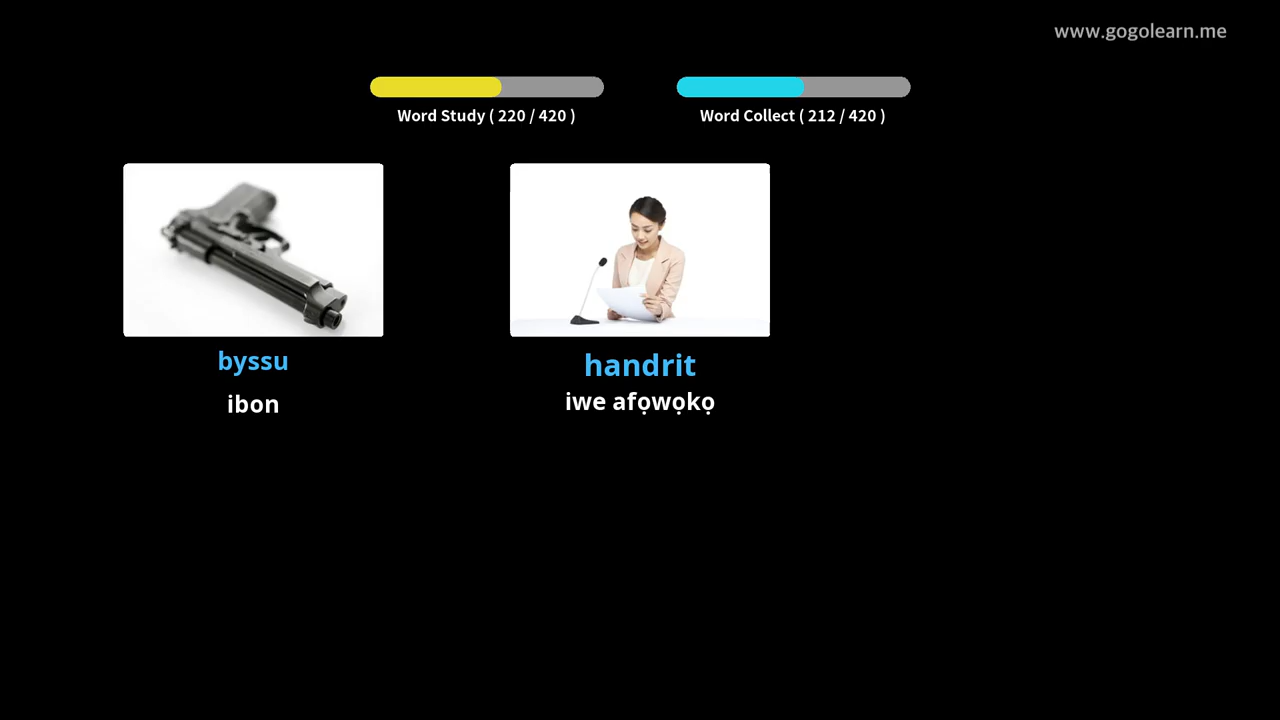 www.gogolearn.me
Word Study ( 220 / 420 )
Word Collect ( 212 / 420 )
byssu
ibon
handrit
iwe afọwọkọ